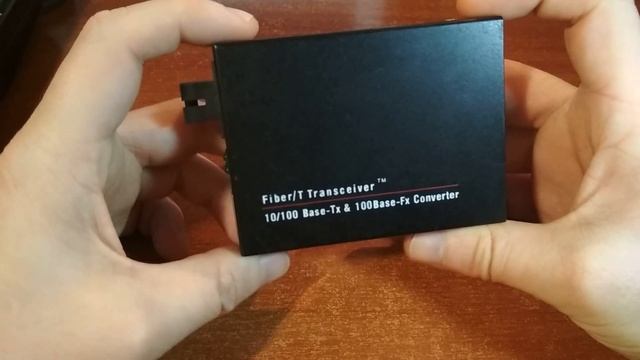 Fiber/T Transceiver™
10/100 Base-Tx & 100Base-Fx Converter